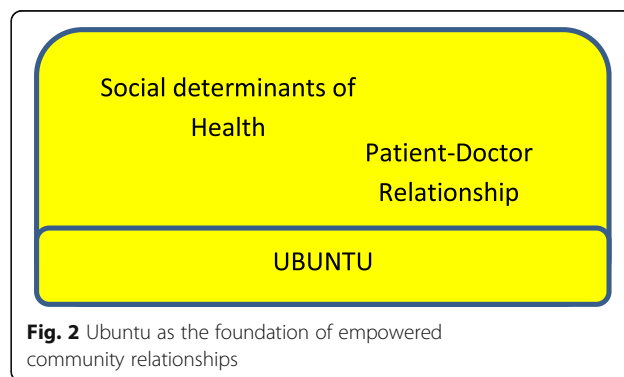 Social determinants of
Health
Patient-Doctor
Relationship
UBUNTU
Fig. 2 Ubuntu as the foundation of empowered
community relationships